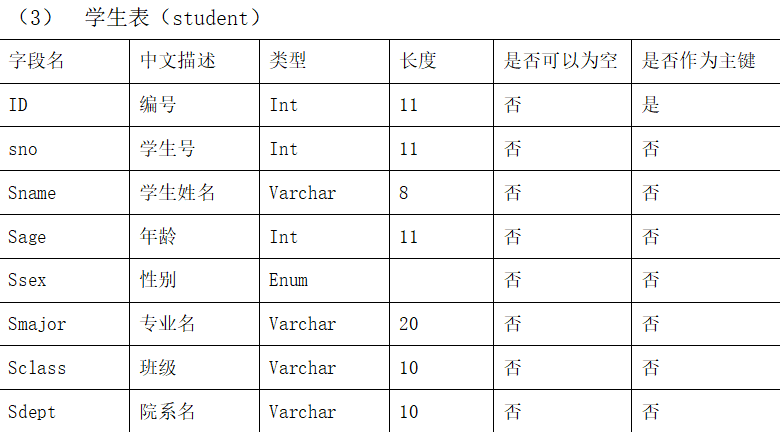 （3） 学生表（student）
字段名 中文描述 类型 长度 是否可以为空 是否作为主键
ID 编号 Int 11 否 是
sno 学生号 Int 11 否 否
Sname 学生姓名 Varchar 8 否 否
Sage 年龄 Int 11 否 否
Ssex 性别 Enum 否 否
Smajor 专业名 Varchar 20 否 否
Sclass 班级 Varchar 10 否 否
Sdept 院系名 Varchar 10 否 否